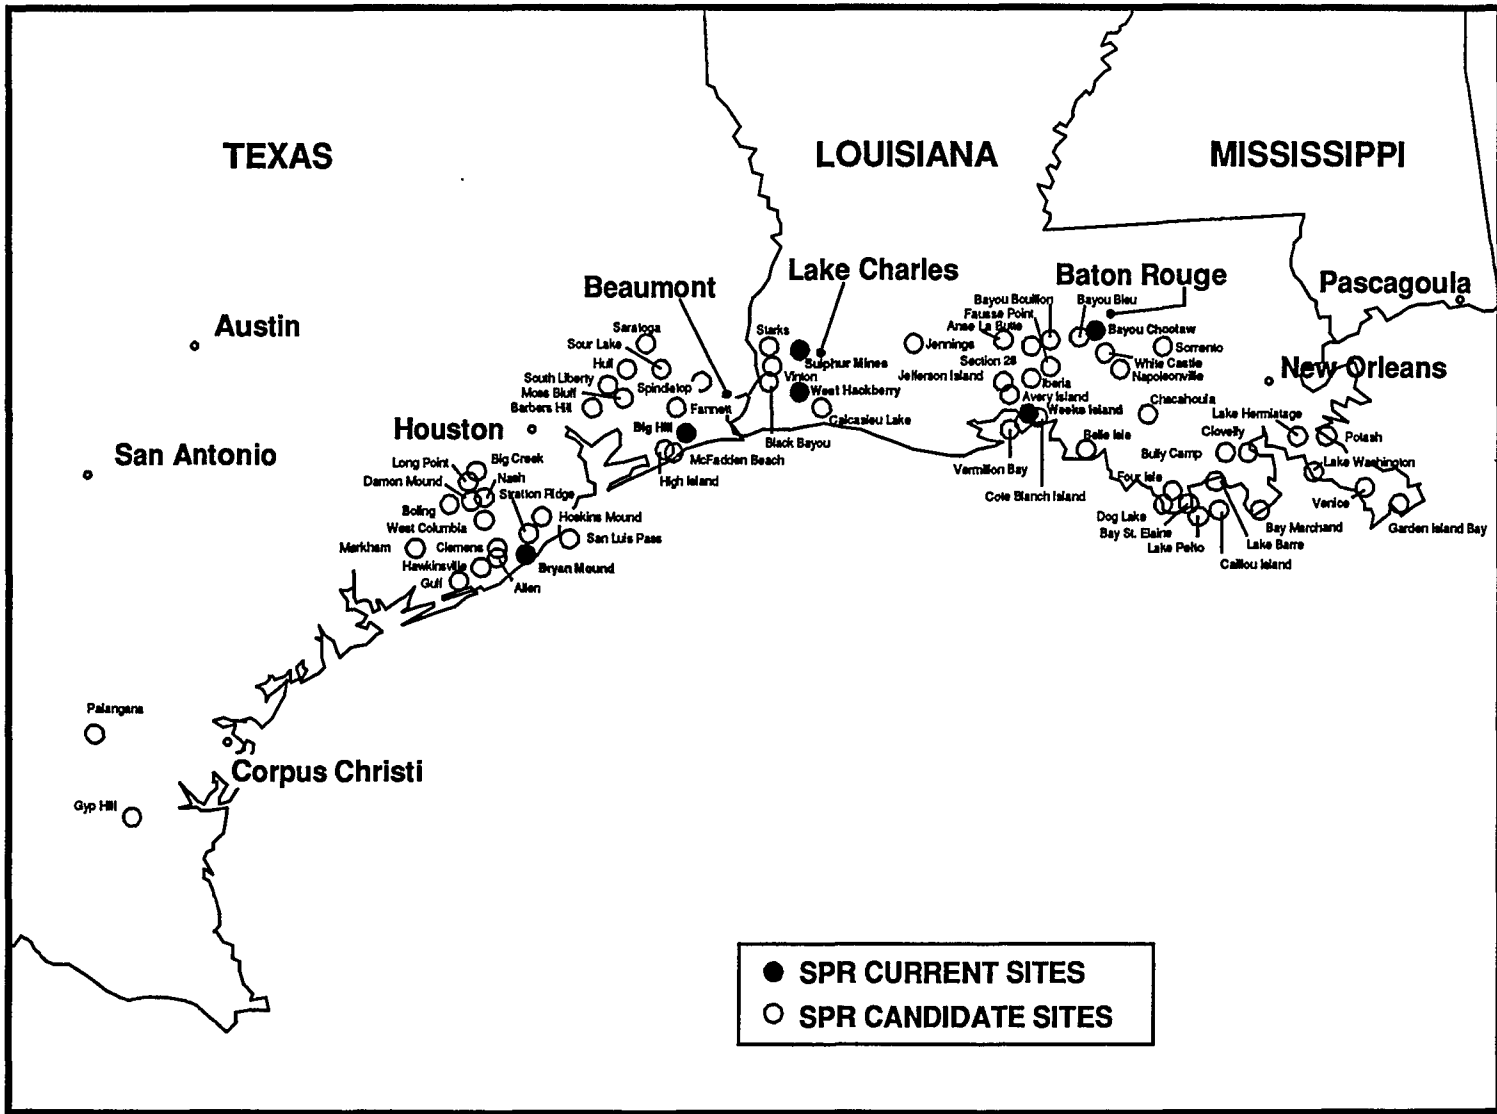 TEXAS
LOUISIANA
MISSISSIPPI
Lake Charles
Baton Rouge
Pascagoula
Beaumont
Austin
New Orleans
Houston
San Antonio
Corpus Christi
Saratoga
Sour Lake
Hull
South Liberty
Moss Bluff
Barbers Hill
Spindletop
Fannett
Big Hill
McFadden Beach
High Island
Starks
Sulphur Mines
Vinton
West Hackberry
Calcasieu Lake
Black Bayou
Jennings
Bayou Bouillon
Fausse Point
Anse La Butte
Section 28
Jefferson Island
Iberia
Avery Island
Weeks Island
Vermilion Bay
Cote Blanch Island
Belle Isle
Bayou Bleu
Bayou Choctaw
White Castle
Napoleonville
Sorrento
Chacahoula
Lake Hermitage
Clovelly
Bully Camp
Potash
Lake Washington
Four Isle
Dog Lake
Bay St. Elaine
Lake Pelto
Caillou Island
Lake Barre
Bay Marchand
Venice
Garden Island Bay
Long Point
Big Creek
Damon Mound
Nash
Stratton Ridge
Boling
West Columbia
Hoskins Mound
San Luis Pass
Markham
Clemens
Hawkinsville
Bryan Mound
Gulf
Allen
Palangana
Gyp Hill
SPR CURRENT SITES
SPR CANDIDATE SITES